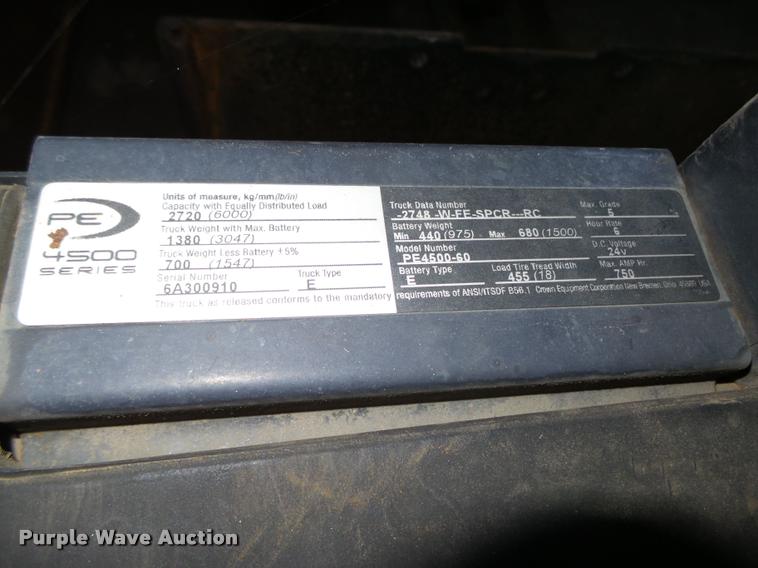 PE
4500
SERIES
Units of measure, kg/mm(lb/in)
Capacity with Equally Distributed Load
2720 (6000)
Truck Weight with Max. Battery
1380 (3047)
Truck Weight Less Battery ±5%
700 (1547)
Serial Number
6A300910
Truck Type
E
This truck as released conforms to the mandatory
Truck Data Number
-2748 -W-FF-SPCR---RC
Max. Grade
5 %
Battery Weight
Min 440 (975) Max 680 (1500)
Hour Rate
6
Model Number
PE4500-60
D.C. Voltage
24v
Battery Type
E
Load Tire Tread Width
455 (18)
Max. AMP Hr.
750
requirements of ANSI/ITSDF B56.1 Crown Equipment Corporation New Bremen, Ohio 45869 USA
Purple Wave Auction